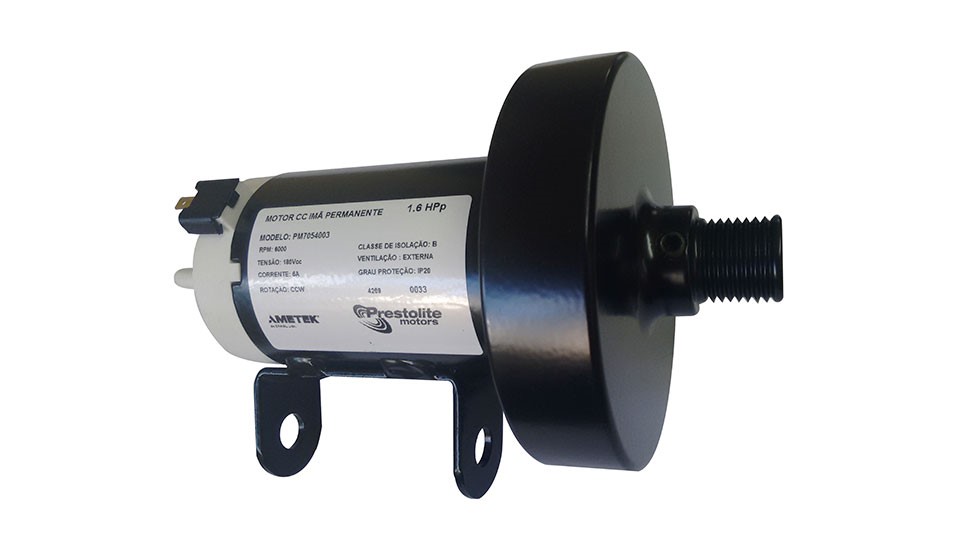 MOTOR CC IMÃ PERMANENTE 1.6 HPp
MODELO: PM7054003
RPM: 6000 CLASSE DE ISOLAÇÃO: B
TENSÃO: 180Vcc VENTILAÇÃO : EXTERNA
CORRENTE: 8A GRAU PROTEÇÃO: IP20
ROTAÇÃO: CCW 4269 0033
AMETEK
Prestolite
motors